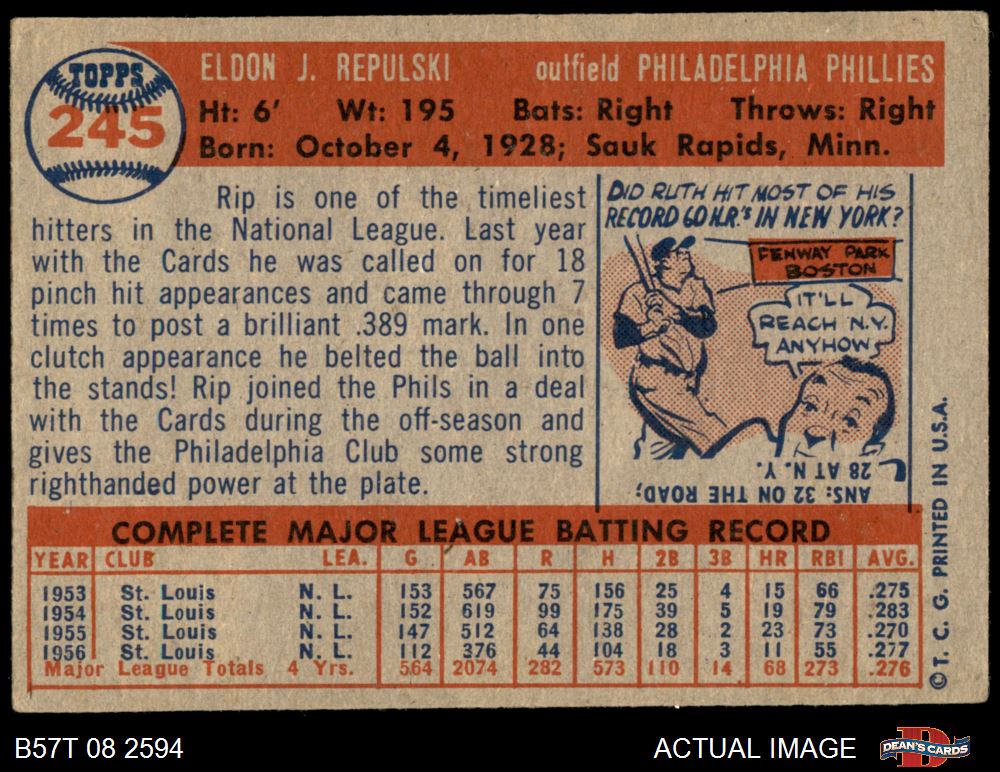 TOPPS
245
ELDON J. REPULSKI outfield PHILADELPHIA PHILLIES
Ht: 6' Wt: 195 Bats: Right Throws: Right
Born: October 4, 1928; Sauk Rapids, Minn.
Rip is one of the timeliest
hitters in the National League. Last year
with the Cards he was called on for 18
pinch hit appearances and came through 7
times to post a brilliant .389 mark. In one
clutch appearance he belted the ball into
the stands! Rip joined the Phils in a deal
with the Cards during the off-season and
gives the Philadelphia Club some strong
righthanded power at the plate.
DID RUTH HIT MOST OF HIS
RECORD 60 H.R.'S IN NEW YORK?
FENWAY PARK
BOSTON
IT'LL
REACH N.Y.
ANYHOW
ANS: 32 ON THE ROAD;
28 AT N.Y.
COMPLETE MAJOR LEAGUE BATTING RECORD
YEAR CLUB LEA. G AB R H 2B 3B HR RBI AVG.
1953 St. Louis N. L. 153 567 75 156 25 4 15 66 .275
1954 St. Louis N. L. 152 619 99 175 39 5 19 79 .283
1955 St. Louis N. L. 147 512 64 138 28 2 23 73 .270
1956 St. Louis N. L. 112 376 44 104 18 3 11 55 .277
Major League Totals 4 Yrs. 564 2074 282 573 110 14 68 273 .276
© T. C. G. PRINTED IN U.S.A.
B57T 08 2594 ACTUAL IMAGE
DEAN'S CARDS